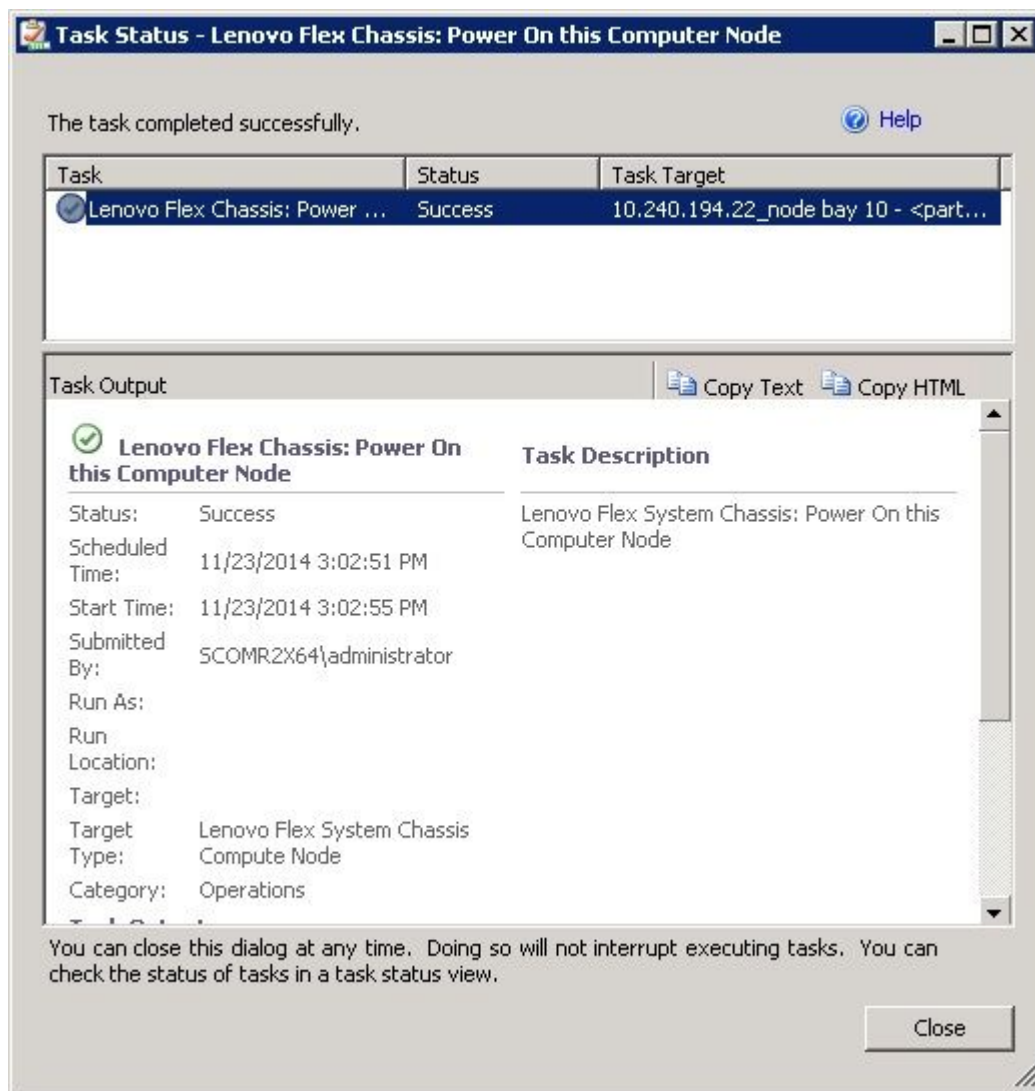 Task Status - Lenovo Flex Chassis: Power On this Computer Node
The task completed successfully.
Help
Task Status Task Target
Lenovo Flex Chassis: Power ... Success 10.240.194.22_node bay 10 - <part...
Task Output
Copy Text Copy HTML
Lenovo Flex Chassis: Power On
this Computer Node
Task Description
Lenovo Flex System Chassis: Power On this
Computer Node
Status: Success
Scheduled
Time:
11/23/2014 3:02:51 PM
Start Time: 11/23/2014 3:02:55 PM
Submitted
By:
SCOMR2X64\administrator
Run As:
Run
Location:
Target:
Target
Type:
Lenovo Flex System Chassis
Compute Node
Category: Operations
You can close this dialog at any time. Doing so will not interrupt executing tasks. You can
check the status of tasks in a task status view.
Close